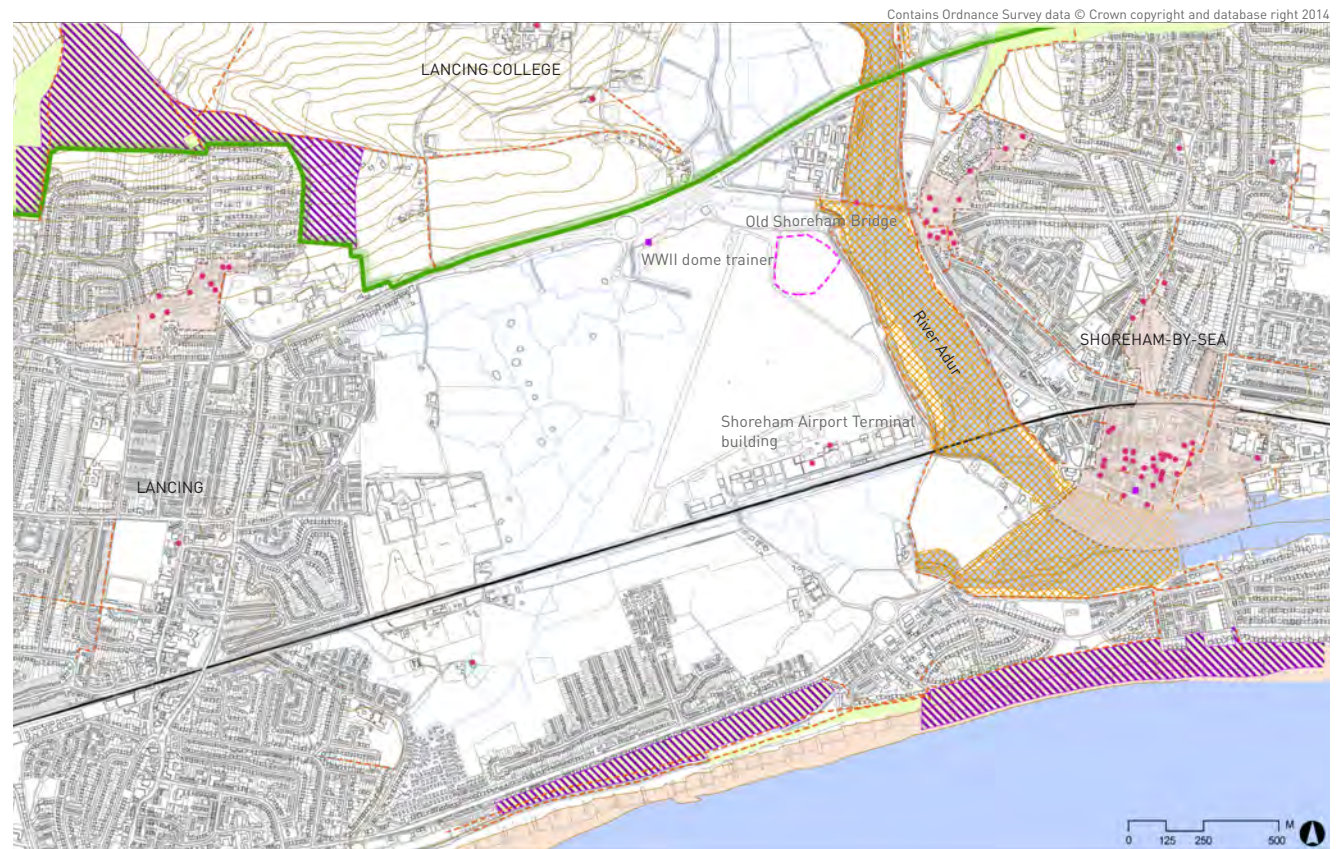 Contains Ordnance Survey data © Crown copyright and database right 2014
LANCING COLLEGE
Old Shoreham Bridge
WWII dome trainer
River Adur
SHOREHAM-BY-SEA
Shoreham Airport Terminal
building
LANCING
M
0 125 250 500